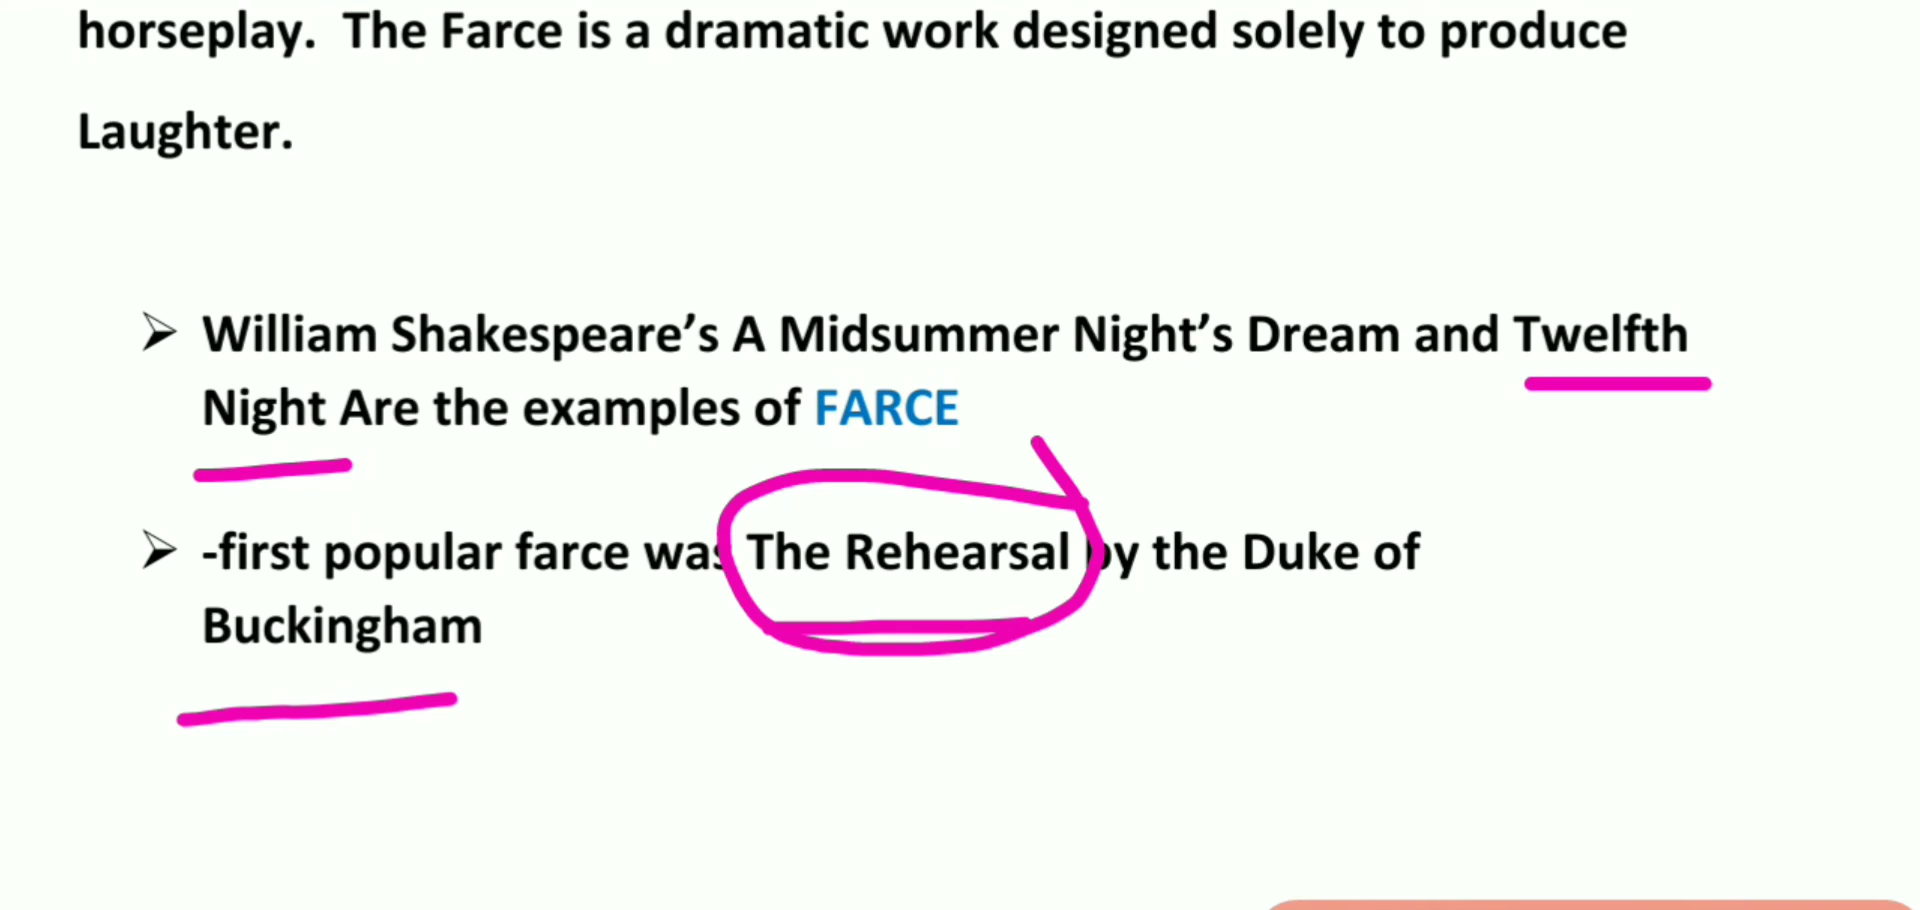 horseplay. The Farce is a dramatic work designed solely to produce
Laughter.
➢ William Shakespeare’s A Midsummer Night’s Dream and Twelfth
Night Are the examples of FARCE
➢ -first popular farce was The Rehearsal by the Duke of
Buckingham